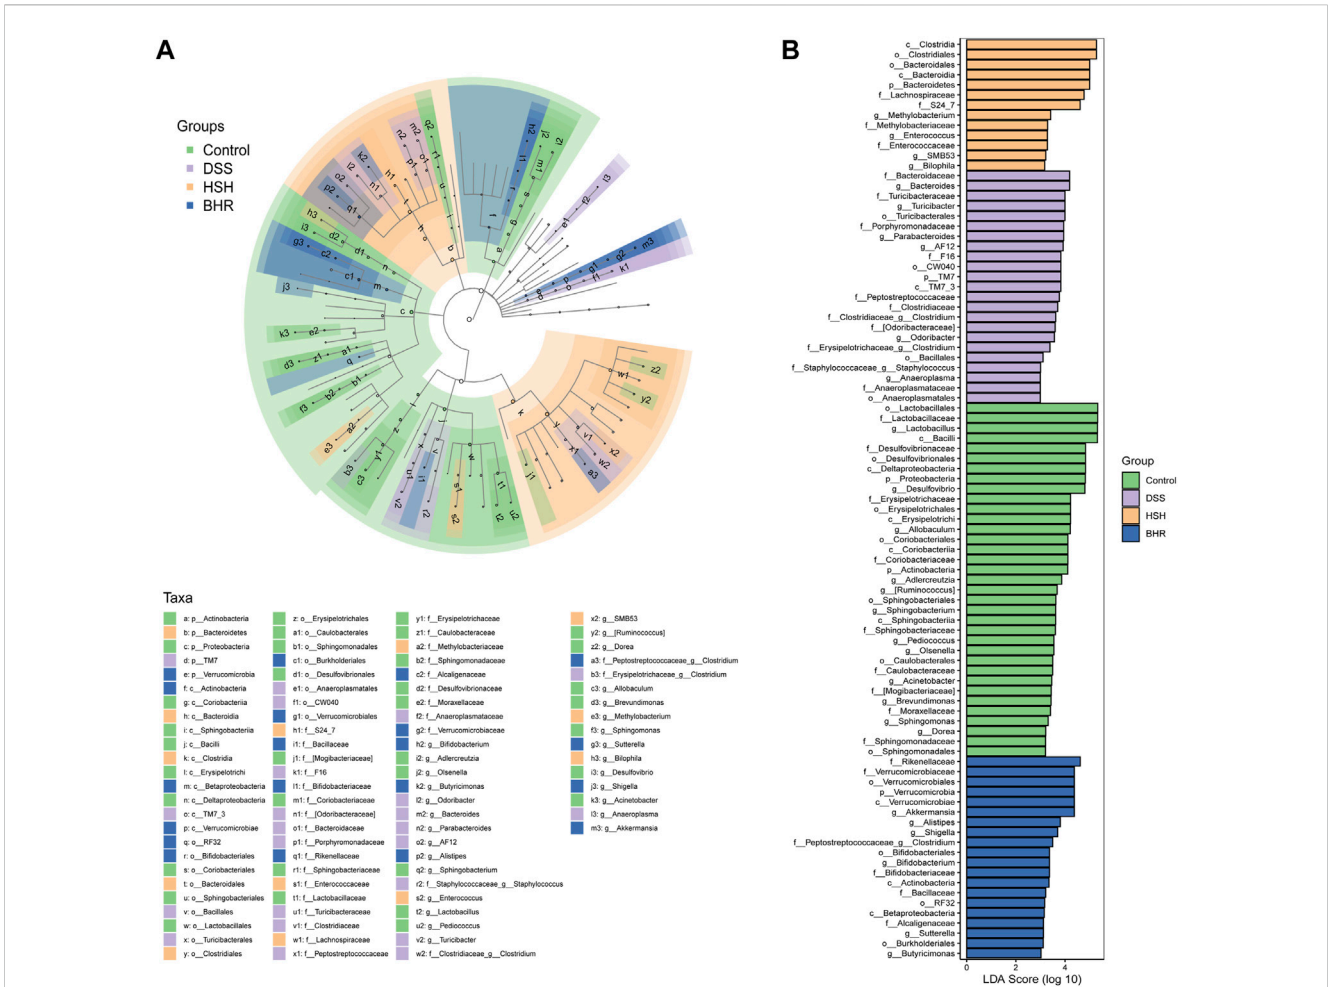 A
B
Groups
Control
DSS
HSH
BHR
Taxa
a: p__Actinobacteria
b: p__Bacteroidetes
c: p__Proteobacteria
d: p__TM7
e: p__Verrucomicrobia
f: c__Actinobacteria
g: c__Coriobacteriia
h: c__Bacteroidia
i: c__Sphingobacteriia
j: c__Bacilli
k: c__Clostridia
l: c__Erysipelotrichi
m: c__Betaproteobacteria
n: c__Deltaproteobacteria
o: c__TM7_3
p: c__Verrucomicrobiae
q: o__RF32
r: o__Bifidobacteriales
s: o__Coriobacteriales
t: o__Bacteroidales
u: o__Sphingobacteriales
v: o__Bacillales
w: o__Lactobacillales
x: o__Turicibacterales
y: o__Clostridiales
z: o__Erysipelotrichales
a1: o__Caulobacterales
b1: o__Sphingomonadales
c1: o__Burkholderiales
d1: o__Desulfovibrionales
e1: o__Anaeroplasmatales
f1: o__CW040
g1: o__Verrucomicrobiales
h1: f__S24_7
i1: f__Bacillaceae
j1: f__[Mogibacteriaceae]
k1: f__F16
l1: f__Bifidobacteriaceae
m1: f__Coriobacteriaceae
n1: f__[Odoribacteraceae]
o1: f__Bacteroidaceae
p1: f__Porphyromonadaceae
q1: f__Rikenellaceae
r1: f__Sphingobacteriaceae
s1: f__Enterococcaceae
t1: f__Lactobacillaceae
u1: f__Turicibacteraceae
v1: f__Clostridiaceae
w1: f__Lachnospiraceae
x1: f__Peptostreptococcaceae
y1: f__Erysipelotrichaceae
z1: f__Caulobacteraceae
a2: f__Methylobacteriaceae
b2: f__Sphingomonadaceae
c2: f__Alcaligenaceae
d2: f__Desulfovibrionaceae
e2: f__Moraxellaceae
f2: f__Anaeroplasmataceae
g2: f__Verrucomicrobiaceae
h2: g__Bifidobacterium
i2: g__Adlercreutzia
j2: g__Olsenella
k2: g__Butyricimonas
l2: g__Odoribacter
m2: g__Bacteroides
n2: g__Parabacteroides
o2: g__AF12
p2: g__Alistipes
q2: g__Sphingobacterium
r2: f__Staphylococcaceae_g__Staphylococcus
s2: g__Enterococcus
t2: g__Lactobacillus
u2: g__Pediococcus
v2: g__Turicibacter
w2: f__Clostridiaceae_g__Clostridium
x2: g__SMB53
y2: g__[Ruminococcus]
z2: g__Dorea
a3: f__Peptostreptococcaceae_g__Clostridium
b3: f__Erysipelotrichaceae_g__Clostridium
c3: g__Allobaculum
d3: g__Brevundimonas
e3: g__Methylobacterium
f3: g__Sphingomonas
g3: g__Sutterella
h3: g__Bilophila
i3: g__Desulfovibrio
j3: g__Shigella
k3: g__Acinetobacter
l3: g__Anaeroplasma
m3: g__Akkermansia
c__Clostridia
o__Clostridiales
o__Bacteroidales
c__Bacteroidia
p__Bacteroidetes
f__Lachnospiraceae
f__S24_7
g__Methylobacterium
f__Methylobacteriaceae
g__Enterococcus
f__Enterococcaceae
g__SMB53
g__Bilophila
f__Bacteroidaceae
g__Bacteroides
f__Turicibacteraceae
g__Turicibacter
o__Turicibacterales
f__Porphyromonadaceae
g__Parabacteroides
g__AF12
f__F16
o__CW040
p__TM7
c__TM7_3
f__Peptostreptococcaceae
f__Clostridiaceae
f__Clostridiaceae_g__Clostridium
f__[Odoribacteraceae]
g__Odoribacter
f__Erysipelotrichaceae_g__Clostridium
o__Bacillales
f__Staphylococcaceae_g__Staphylococcus
g__Anaeroplasma
f__Anaeroplasmataceae
o__Anaeroplasmatales
o__Lactobacillales
f__Lactobacillaceae
g__Lactobacillus
c__Bacilli
f__Desulfovibrionaceae
o__Desulfovibrionales
c__Deltaproteobacteria
p__Proteobacteria
g__Desulfovibrio
f__Erysipelotrichaceae
o__Erysipelotrichales
c__Erysipelotrichi
g__Allobaculum
o__Coriobacteriales
c__Coriobacteriia
f__Coriobacteriaceae
p__Actinobacteria
g__Adlercreutzia
g__[Ruminococcus]
o__Sphingobacteriales
g__Sphingobacterium
c__Sphingobacteriia
f__Sphingobacteriaceae
g__Pediococcus
g__Olsenella
o__Caulobacterales
f__Caulobacteraceae
g__Acinetobacter
f__[Mogibacteriaceae]
g__Brevundimonas
f__Moraxellaceae
g__Sphingomonas
g__Dorea
f__Sphingomonadaceae
o__Sphingomonadales
f__Rikenellaceae
f__Verrucomicrobiaceae
o__Verrucomicrobiales
p__Verrucomicrobia
c__Verrucomicrobiae
g__Akkermansia
g__Alistipes
g__Shigella
f__Peptostreptococcaceae_g__Clostridium
o__Bifidobacteriales
g__Bifidobacterium
f__Bifidobacteriaceae
c__Actinobacteria
f__Bacillaceae
o__RF32
c__Betaproteobacteria
f__Alcaligenaceae
g__Sutterella
o__Burkholderiales
g__Butyricimonas
0 2 4
LDA Score (log 10)
Group
Control
DSS
HSH
BHR